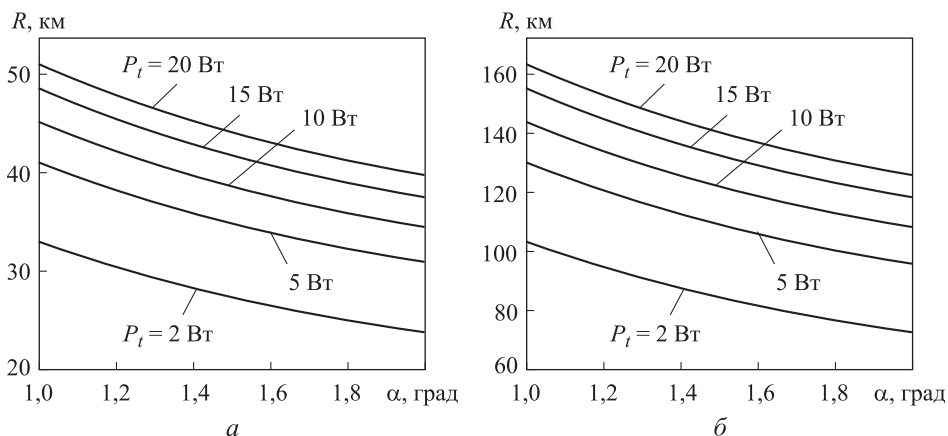 R, км
50
40
30
20
1,0 1,2 1,4 1,6 1,8 α, град
P_t = 20 Вт
15 Вт
10 Вт
5 Вт
P_t = 2 Вт
а
R, км
160
140
120
100
80
60
1,0 1,2 1,4 1,6 1,8 α, град
P_t = 20 Вт
15 Вт
10 Вт
5 Вт
P_t = 2 Вт
б